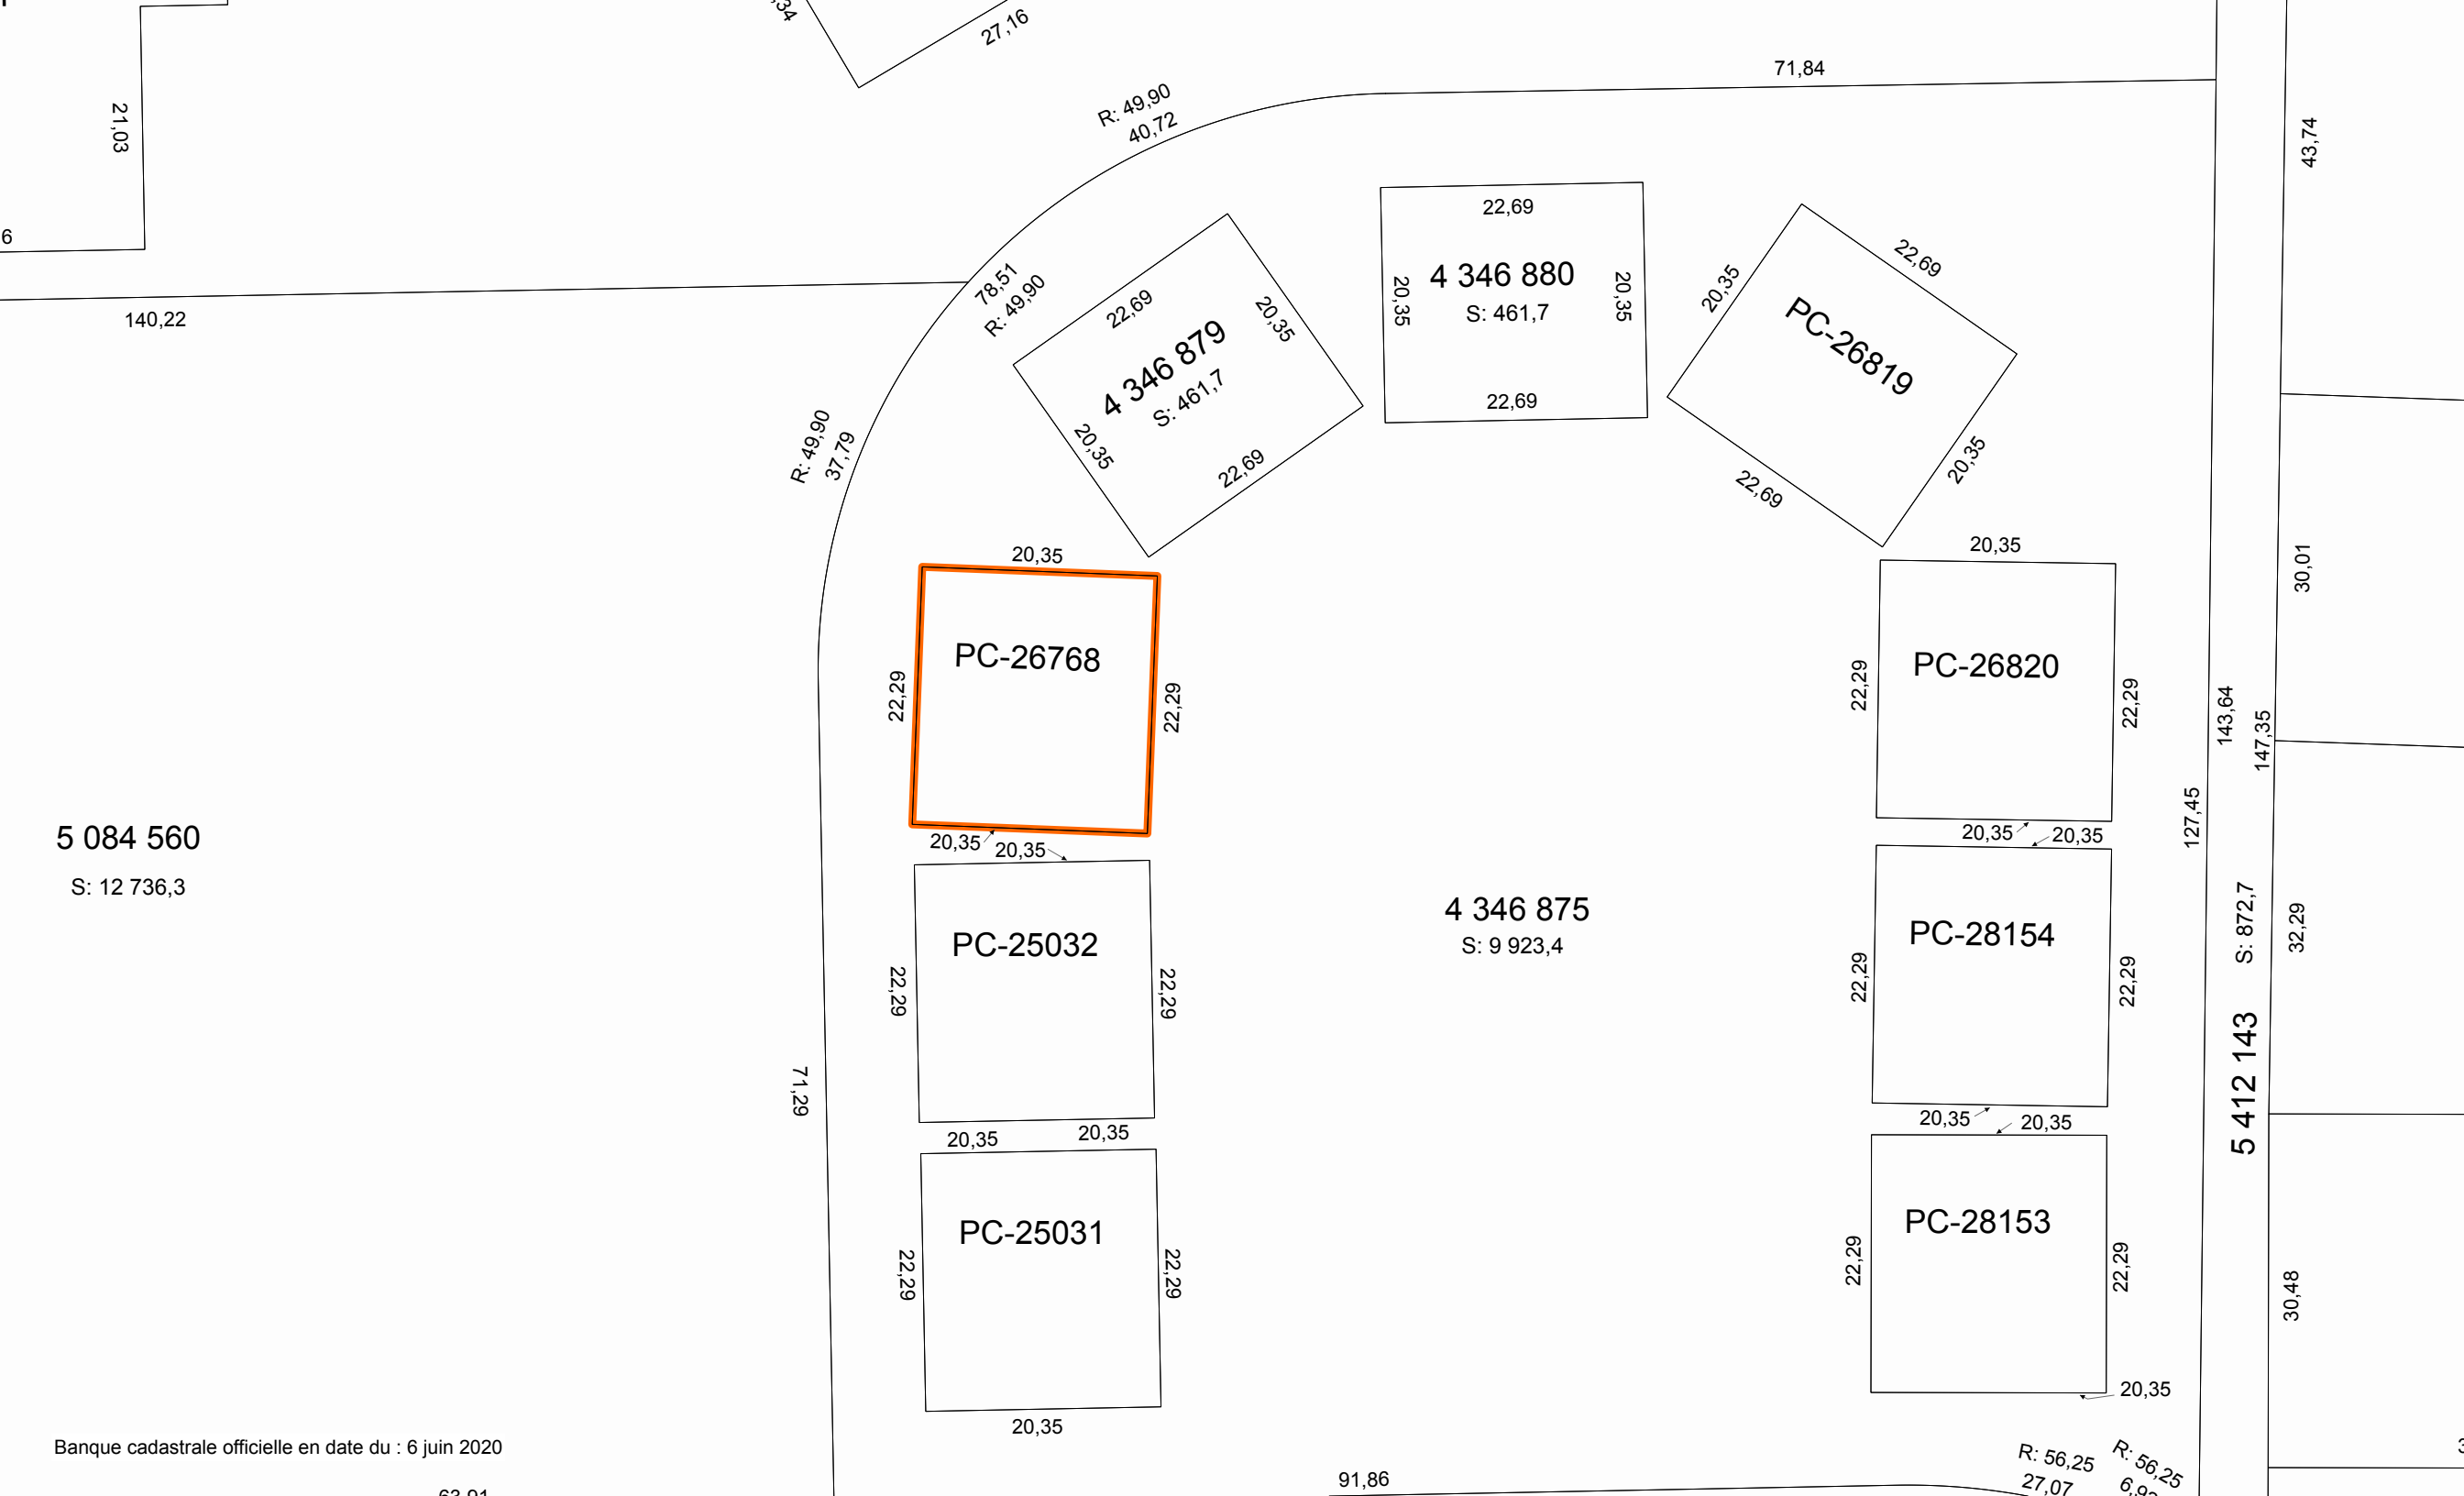 27,16
71,84
R: 49,90
40,72
21,03
43,74
6
140,22
78,51
R: 49,90
22,69
20,35
4 346 879
S: 461,7
20,35
22,69
22,69
20,35
4 346 880
S: 461,7
20,35
22,69
22,69
20,35
PC-26819
22,69
20,35
R: 49,90
37,79
20,35
PC-26768
22,29
22,29
20,35
20,35
PC-25032
22,29
22,29
20,35
20,35
PC-25031
22,29
22,29
20,35
20,35
PC-26820
22,29
22,29
20,35
20,35
PC-28154
22,29
22,29
20,35
20,35
PC-28153
22,29
22,29
20,35
30,01
143,64
147,35
127,45
5 084 560
S: 12 736,3
4 346 875
S: 9 923,4
5 412 143 S: 872,7
32,29
71,29
30,48
Banque cadastrale officielle en date du : 6 juin 2020
91,86
R: 56,25
27,07
R: 56,25
63,91